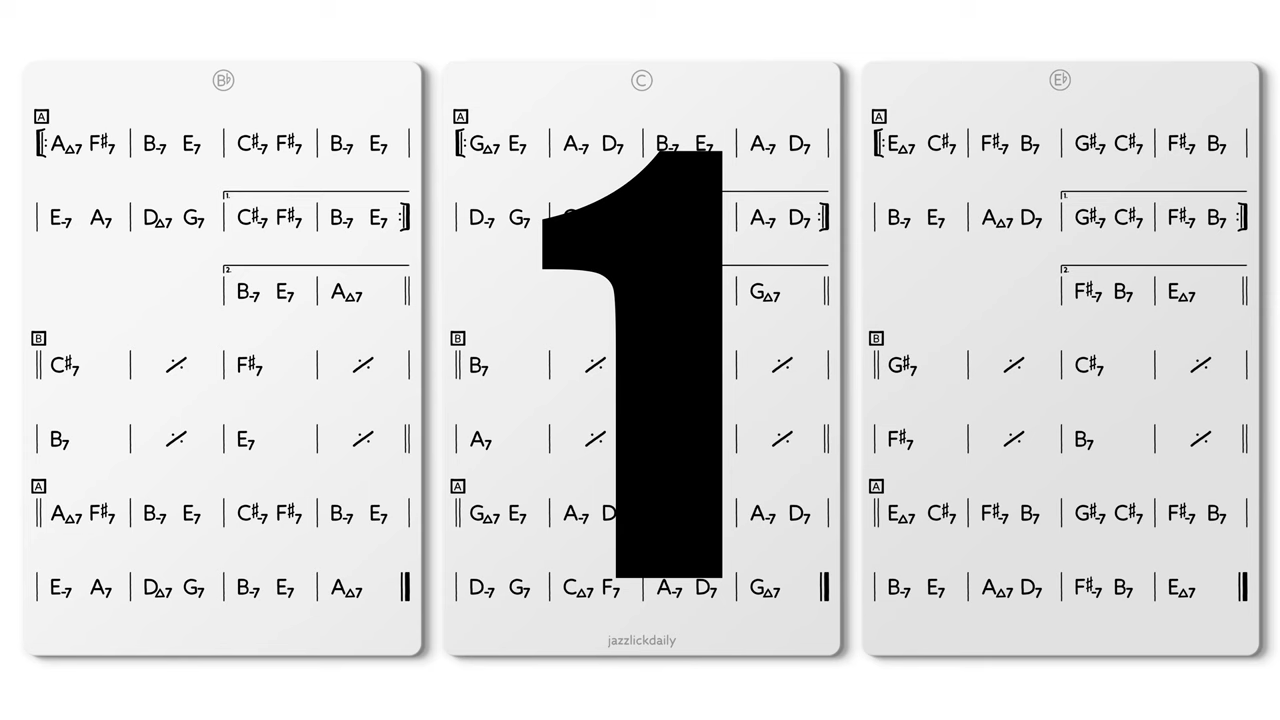 B♭
A
A△7 F#-7 B-7 E7 C#-7 F#-7 B-7 E7
1.
E-7 A7 D△7 G7 C#-7 F#-7 B-7 E7
2.
B-7 E7 A△7
B
C#7 F#7
B7 E7
A
A△7 F#-7 B-7 E7 C#-7 F#-7 B-7 E7
E-7 A7 D△7 G7 B-7 E7 A△7
C
A
G△7 E7 A-7 D7 B-7 E7 A-7 D7
D-7 G7 A-7 D7
G△7
B
B7
A7
A
G△7 E7 A-7 D A-7 D7
D-7 G7 C△7 F7 A-7 D7 G△7
jazzlickdaily
1
E♭
A
E△7 C#7 F#-7 B7 G#-7 C#7 F#-7 B7
1.
B-7 E7 A△7 D7 G#-7 C#7 F#-7 B7
2.
F#-7 B7 E△7
B
G#7 C#7
F#7 B7
A
E△7 C#7 F#-7 B7 G#-7 C#7 F#-7 B7
B-7 E7 A△7 D7 F#-7 B7 E△7